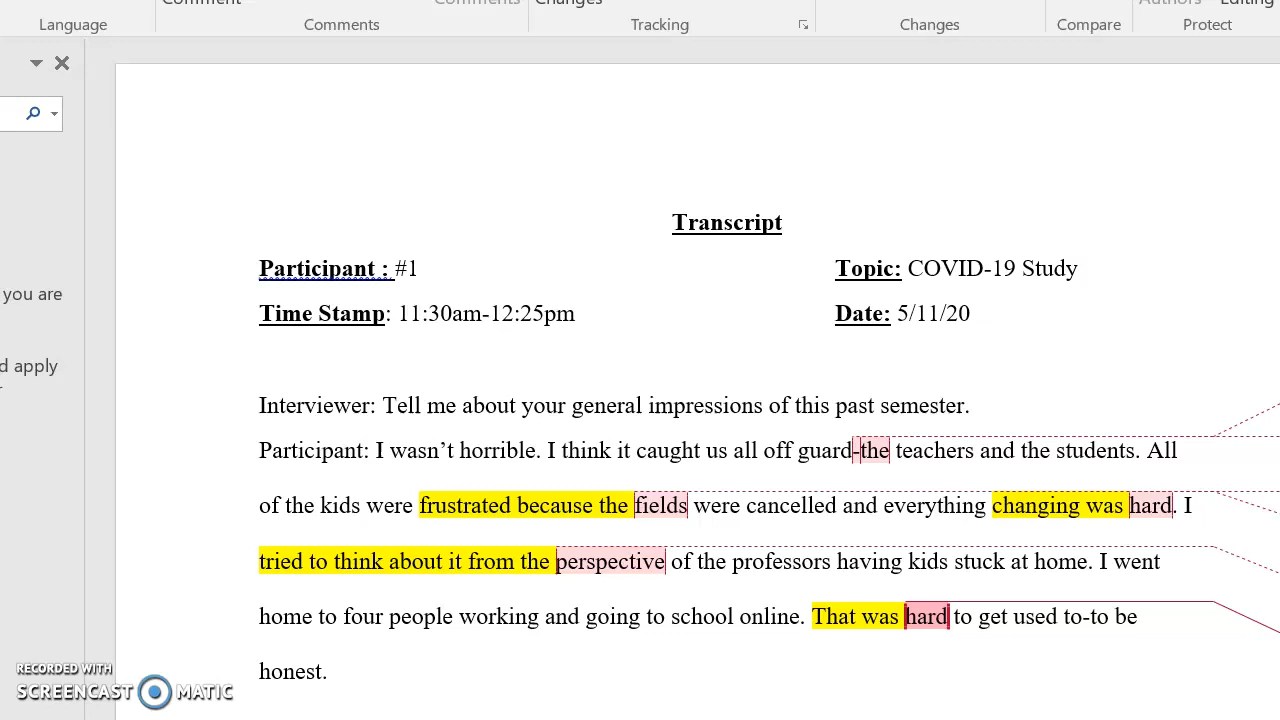 Comment Comments Changes Authors Editing
Language Comments Tracking Changes Compare Protect
you are
d apply
Transcript
Participant : #1 Topic: COVID-19 Study
Time Stamp: 11:30am-12:25pm Date: 5/11/20
Interviewer: Tell me about your general impressions of this past semester.
Participant: I wasn’t horrible. I think it caught us all off guard-the teachers and the students. All
of the kids were frustrated because the fields were cancelled and everything changing was hard. I
tried to think about it from the perspective of the professors having kids stuck at home. I went
home to four people working and going to school online. That was hard to get used to-to be
honest.
RECORDED WITH
SCREENCAST MATIC